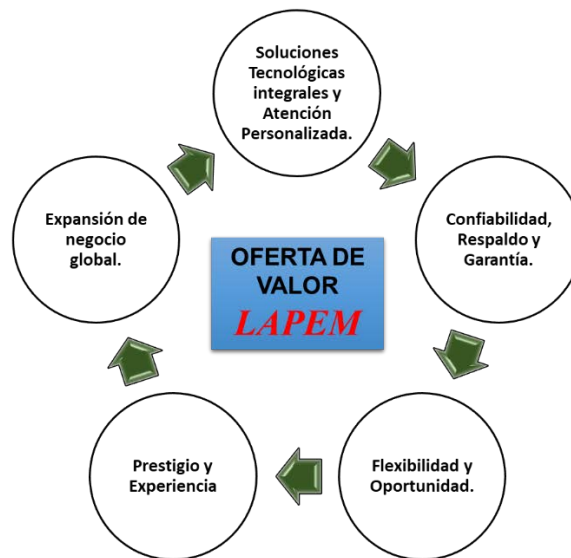 Soluciones
Tecnológicas
integrales y
Atención
Personalizada.
Confiabilidad,
Respaldo y
Garantía.
Flexibilidad y
Oportunidad.
Prestigio y
Experiencia
Expansión de
negocio
global.
OFERTA DE
VALOR
LAPEM